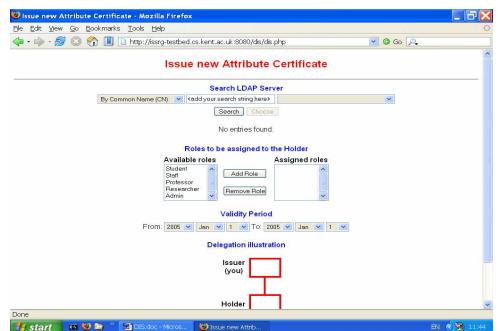 Issue new Attribute Certificate - Mozilla Firefox
File Edit View Go Bookmarks Tools Help
http://issrg-testbed.cs.kent.ac.uk:8080/dis/dis.php Go
Issue new Attribute Certificate
Search LDAP Server
By Common Name (CN) <add your search string here>
Search Choose
No entries found.
Roles to be assigned to the Holder
Available roles Assigned roles
Student
Staff
Professor
Researcher
Admin
Add Role
Remove Role
Validity Period
From: 2005 Jan 1 To: 2005 Jan 1
Delegation illustration
Issuer
(you)
Holder
Done
start DIS.doc - Micros... Issue new Attrib... EN 11:44